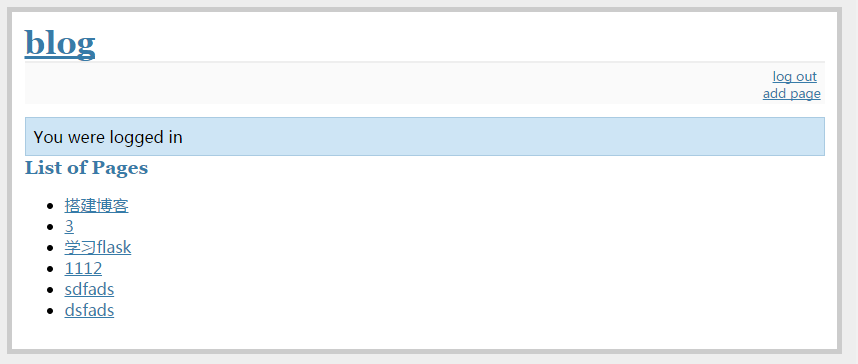 blog
log out
add page
You were logged in
List of Pages
搭建博客
3
学习flask
1112
sdfads
dsfads